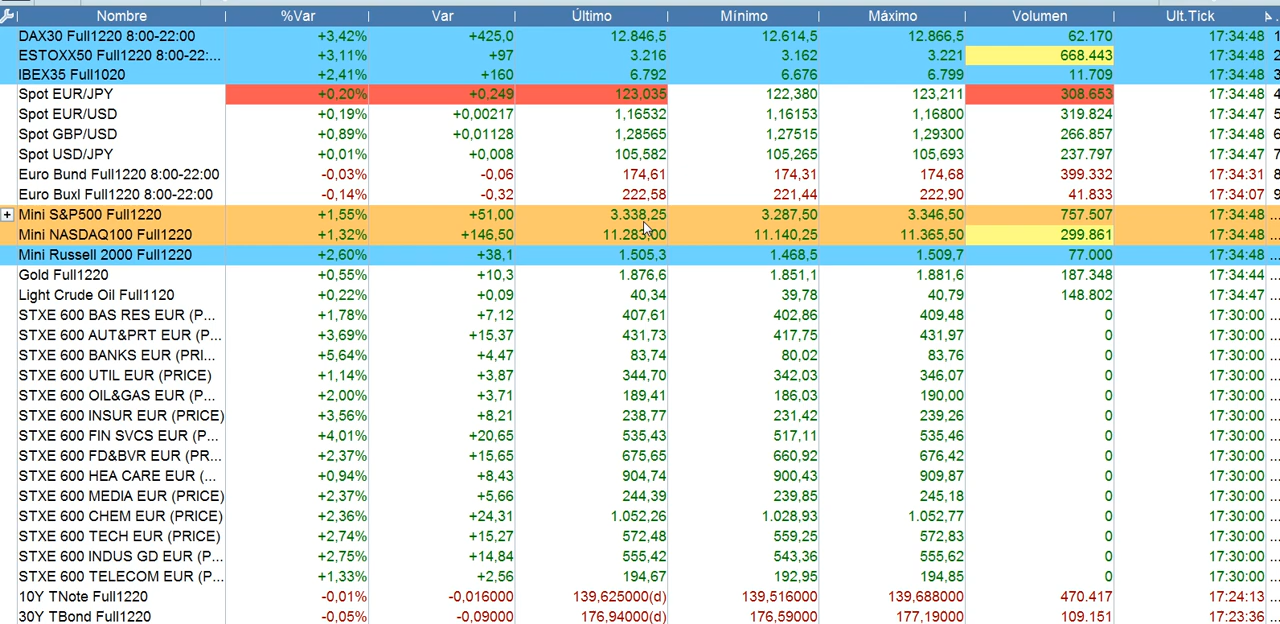 Nombre %Var Var Último Mínimo Máximo Volumen Ult.Tick
DAX30 Full1220 8:00-22:00 +3,42% +425,0 12.846,5 12.614,5 12.866,5 62.170 17:34:48 1
ESTOXX50 Full1220 8:00-22:... +3,11% +97 3.216 3.162 3.221 668.443 17:34:48 2
IBEX35 Full1020 +2,41% +160 6.792 6.676 6.799 11.709 17:34:48 3
Spot EUR/JPY +0,20% +0,249 123,035 122,380 123,211 308.653 17:34:48 4
Spot EUR/USD +0,19% +0,00217 1,16532 1,16153 1,16800 319.824 17:34:47 5
Spot GBP/USD +0,89% +0,01128 1,28565 1,27515 1,29300 266.857 17:34:48 6
Spot USD/JPY +0,01% +0,008 105,582 105,265 105,693 237.797 17:34:47 7
Euro Bund Full1220 8:00-22:00 -0,03% -0,06 174,61 174,31 174,68 399.332 17:34:31 8
Euro Buxl Full1220 8:00-22:00 -0,14% -0,32 222,58 221,44 222,90 41.833 17:34:07 9
Mini S&P500 Full1220 +1,55% +51,00 3.338,25 3.287,50 3.346,50 757.507 17:34:48 ...
Mini NASDAQ100 Full1220 +1,32% +146,50 11.283,00 11.140,25 11.365,50 299.861 17:34:48 ...
Mini Russell 2000 Full1220 +2,60% +38,1 1.505,3 1.468,5 1.509,7 77.000 17:34:48 ...
Gold Full1220 +0,55% +10,3 1.876,6 1.851,1 1.881,6 187.348 17:34:44 ...
Light Crude Oil Full1120 +0,22% +0,09 40,34 39,78 40,79 148.802 17:34:47 ...
STXE 600 BAS RES EUR (P... +1,78% +7,12 407,61 402,86 409,48 0 17:30:00 ...
STXE 600 AUT&PRT EUR (P... +3,69% +15,37 431,73 417,75 431,97 0 17:30:00 ...
STXE 600 BANKS EUR (PRI... +5,64% +4,47 83,74 80,02 83,76 0 17:30:00 ...
STXE 600 UTIL EUR (PRICE) +1,14% +3,87 344,70 342,03 346,07 0 17:30:00 ...
STXE 600 OIL&GAS EUR (P... +2,00% +3,71 189,41 186,03 190,00 0 17:30:00 ...
STXE 600 INSUR EUR (PRICE) +3,56% +8,21 238,77 231,42 239,26 0 17:30:00 ...
STXE 600 FIN SVCS EUR (P... +4,01% +20,65 535,43 517,11 535,46 0 17:30:00 ...
STXE 600 FD&BVR EUR (PR... +2,37% +15,65 675,65 660,92 676,42 0 17:30:00 ...
STXE 600 HEA CARE EUR (... +0,94% +8,43 904,74 900,43 909,87 0 17:30:00 ...
STXE 600 MEDIA EUR (PRICE) +2,37% +5,66 244,39 239,85 245,18 0 17:30:00 ...
STXE 600 CHEM EUR (PRICE) +2,36% +24,31 1.052,26 1.028,93 1.052,77 0 17:30:00 ...
STXE 600 TECH EUR (PRICE) +2,74% +15,27 572,48 559,25 572,83 0 17:30:00 ...
STXE 600 INDUS GD EUR (P... +2,75% +14,84 555,42 543,36 555,62 0 17:30:00 ...
STXE 600 TELECOM EUR (P... +1,33% +2,56 194,67 192,95 194,85 0 17:30:00 ...
10Y TNote Full1220 -0,01% -0,016000 139,625000(d) 139,516000 139,688000 470.417 17:24:13 ...
30Y TBond Full1220 -0,05% -0,09000 176,94000(d) 176,59000 177,19000 109.151 17:23:36 ...